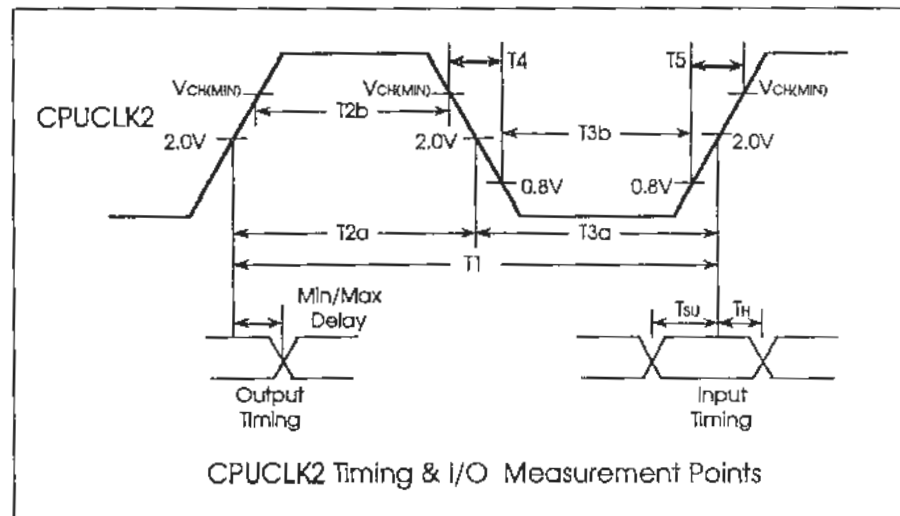 T4
T5
VCH(MIN)
VCH(MIN)
VCH(MIN)
CPUCLK2
T2b
2.0V
2.0V
T3b
2.0V
0.8V
0.8V
T2a
T3a
T1
Min/Max
Delay
TSU
TH
Output
Timing
Input
Timing
CPUCLK2 Timing & I/O Measurement Points